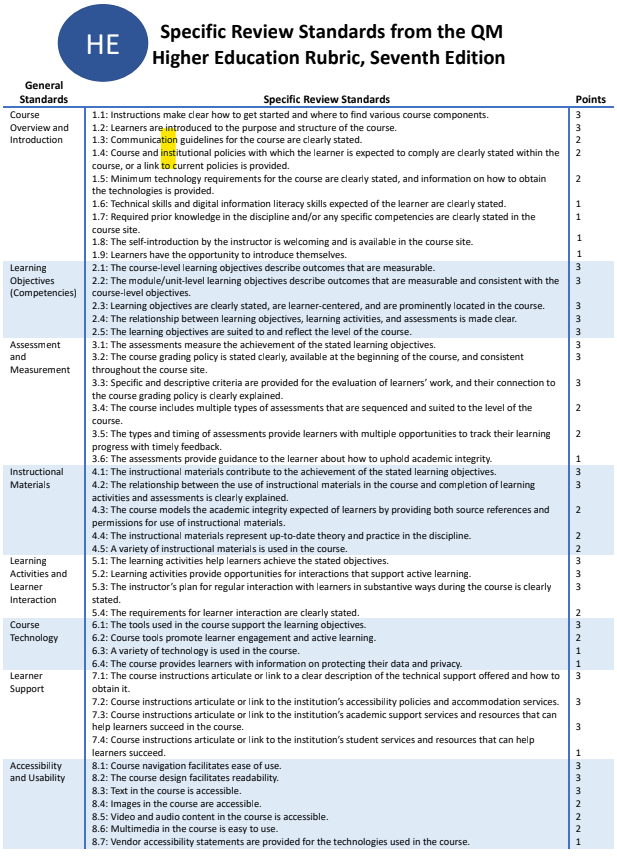 HE
Specific Review Standards from the QM
Higher Education Rubric, Seventh Edition
General
Standards
Specific Review Standards
Points
Course
Overview and
Introduction
1.1: Instructions make clear how to get started and where to find various course components. 3
1.2: Learners are introduced to the purpose and structure of the course. 3
1.3: Communication guidelines for the course are clearly stated. 2
1.4: Course and institutional policies with which the learner is expected to comply are clearly stated within the 2
course, or a link to current policies is provided.
1.5: Minimum technology requirements for the course are clearly stated, and information on how to obtain 2
the technologies is provided.
1.6: Technical skills and digital information literacy skills expected of the learner are clearly stated. 1
1.7: Required prior knowledge in the discipline and/or any specific competencies are clearly stated in the 1
course site.
1.8: The self-introduction by the instructor is welcoming and is available in the course site. 1
1.9: Learners have the opportunity to introduce themselves. 1
Learning
Objectives
(Competencies)
2.1: The course-level learning objectives describe outcomes that are measurable. 3
2.2: The module/unit-level learning objectives describe outcomes that are measurable and consistent with the 3
course-level objectives.
2.3: Learning objectives are clearly stated, are learner-centered, and are prominently located in the course. 3
2.4: The relationship between learning objectives, learning activities, and assessments is made clear. 3
2.5: The learning objectives are suited to and reflect the level of the course. 3
Assessment
and
Measurement
3.1: The assessments measure the achievement of the stated learning objectives. 3
3.2: The course grading policy is stated clearly, available at the beginning of the course, and consistent 3
throughout the course site.
3.3: Specific and descriptive criteria are provided for the evaluation of learners’ work, and their connection to 3
the course grading policy is clearly explained.
3.4: The course includes multiple types of assessments that are sequenced and suited to the level of the 2
course.
3.5: The types and timing of assessments provide learners with multiple opportunities to track their learning 2
progress with timely feedback.
3.6: The assessments provide guidance to the learner about how to uphold academic integrity. 1
Instructional
Materials
4.1: The instructional materials contribute to the achievement of the stated learning objectives. 3
4.2: The relationship between the use of instructional materials in the course and completion of learning 3
activities and assessments is clearly explained.
4.3: The course models the academic integrity expected of learners by providing both source references and 2
permissions for use of instructional materials.
4.4: The instructional materials represent up-to-date theory and practice in the discipline. 2
4.5: A variety of instructional materials is used in the course. 2
Learning
Activities and
Learner
Interaction
5.1: The learning activities help learners achieve the stated objectives. 3
5.2: Learning activities provide opportunities for interactions that support active learning. 3
5.3: The instructor’s plan for regular interaction with learners in substantive ways during the course is clearly 3
stated.
5.4: The requirements for learner interaction are clearly stated. 2
Course
Technology
6.1: The tools used in the course support the learning objectives. 3
6.2: Course tools promote learner engagement and active learning. 2
6.3: A variety of technology is used in the course. 1
6.4: The course provides learners with information on protecting their data and privacy. 1
Learner
Support
7.1: The course instructions articulate or link to a clear description of the technical support offered and how to 3
obtain it.
7.2: Course instructions articulate or link to the institution’s accessibility policies and accommodation services. 3
7.3: Course instructions articulate or link to the institution’s academic support services and resources that can
help learners succeed in the course. 3
7.4: Course instructions articulate or link to the institution’s student services and resources that can help
learners succeed. 1
Accessibility
and Usability
8.1: Course navigation facilitates ease of use. 3
8.2: The course design facilitates readability. 3
8.3: Text in the course is accessible. 3
8.4: Images in the course are accessible. 2
8.5: Video and audio content in the course is accessible. 2
8.6: Multimedia in the course is easy to use. 2
8.7: Vendor accessibility statements are provided for the technologies used in the course. 1